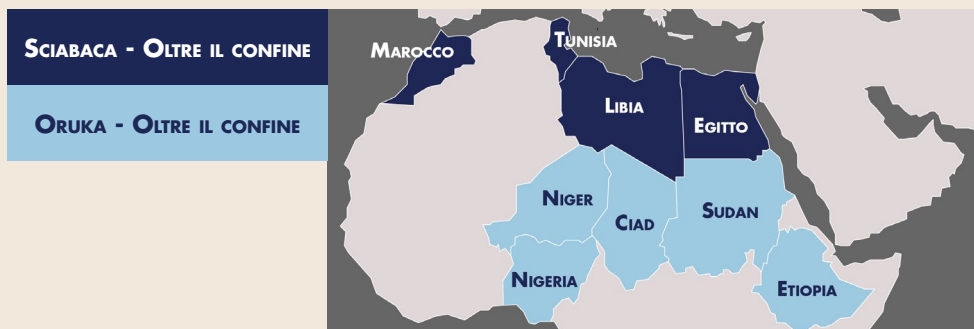 Sciabaca - Oltre il confine
Oruka - Oltre il confine
Marocco
Tunisia
Libia
Egitto
Niger
Ciad
Sudan
Nigeria
Etiopia